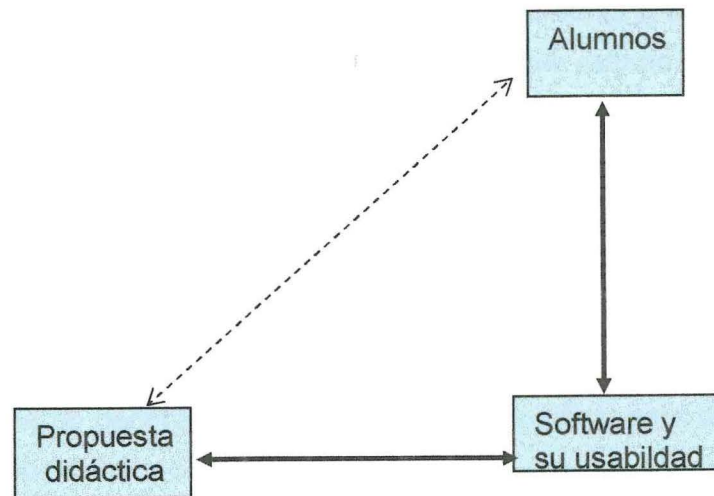 Alumnos
Propuesta
didáctica
Software y
su usabildad